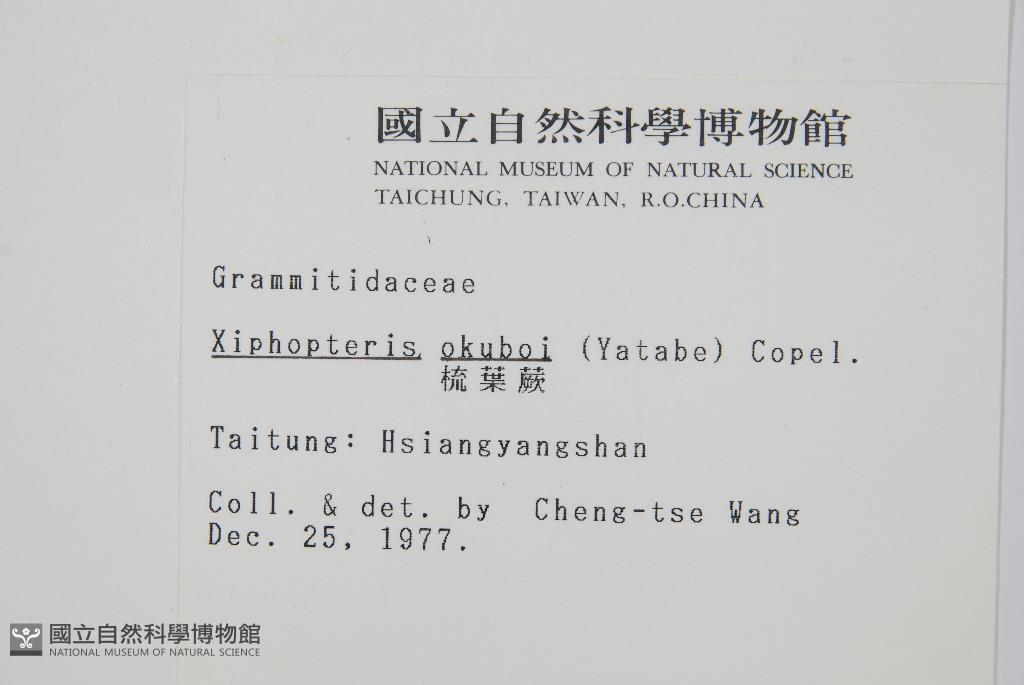 國立自然科學博物館
NATIONAL MUSEUM OF NATURAL SCIENCE
TAICHUNG, TAIWAN, R.O.CHINA
Grammitidaceae
Xiphopteris okuboi (Yatabe) Copel.
梳葉蕨
Taitung: Hsiangyangshan
Coll. & det. by Cheng-tse Wang
Dec. 25, 1977.
國立自然科學博物館
NATIONAL MUSEUM OF NATURAL SCIENCE